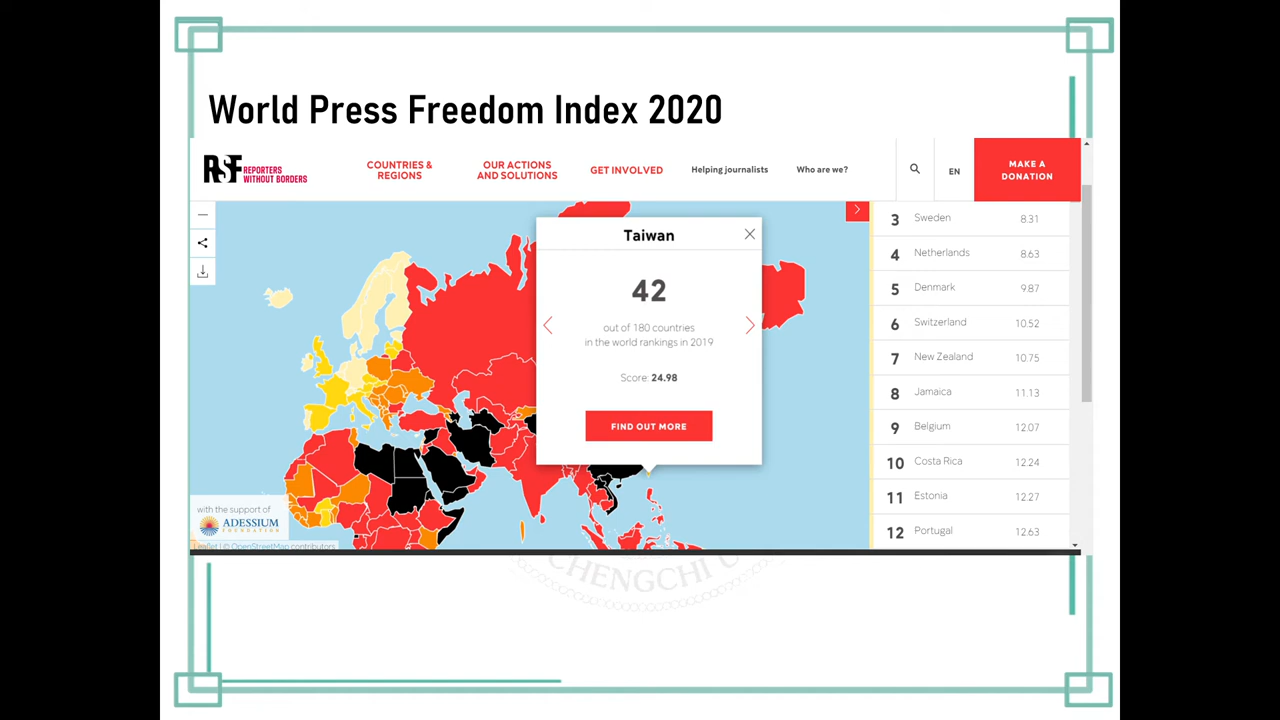 World Press Freedom Index 2020
RSF REPORTERS
WITHOUT BORDERS
COUNTRIES &
REGIONS
OUR ACTIONS
AND SOLUTIONS
GET INVOLVED
Helping journalists
Who are we?
EN
MAKE A
DONATION
Taiwan
42
out of 180 countries
in the world rankings in 2019
Score: 24.98
FIND OUT MORE
3 Sweden 8.31
4 Netherlands 8.63
5 Denmark 9.87
6 Switzerland 10.52
7 New Zealand 10.75
8 Jamaica 11.13
9 Belgium 12.07
10 Costa Rica 12.24
11 Estonia 12.27
12 Portugal 12.63
with the support of
ADESSIUM
FOUNDATION
Leaflet | © OpenStreetMap contributors
CHENGCHI U